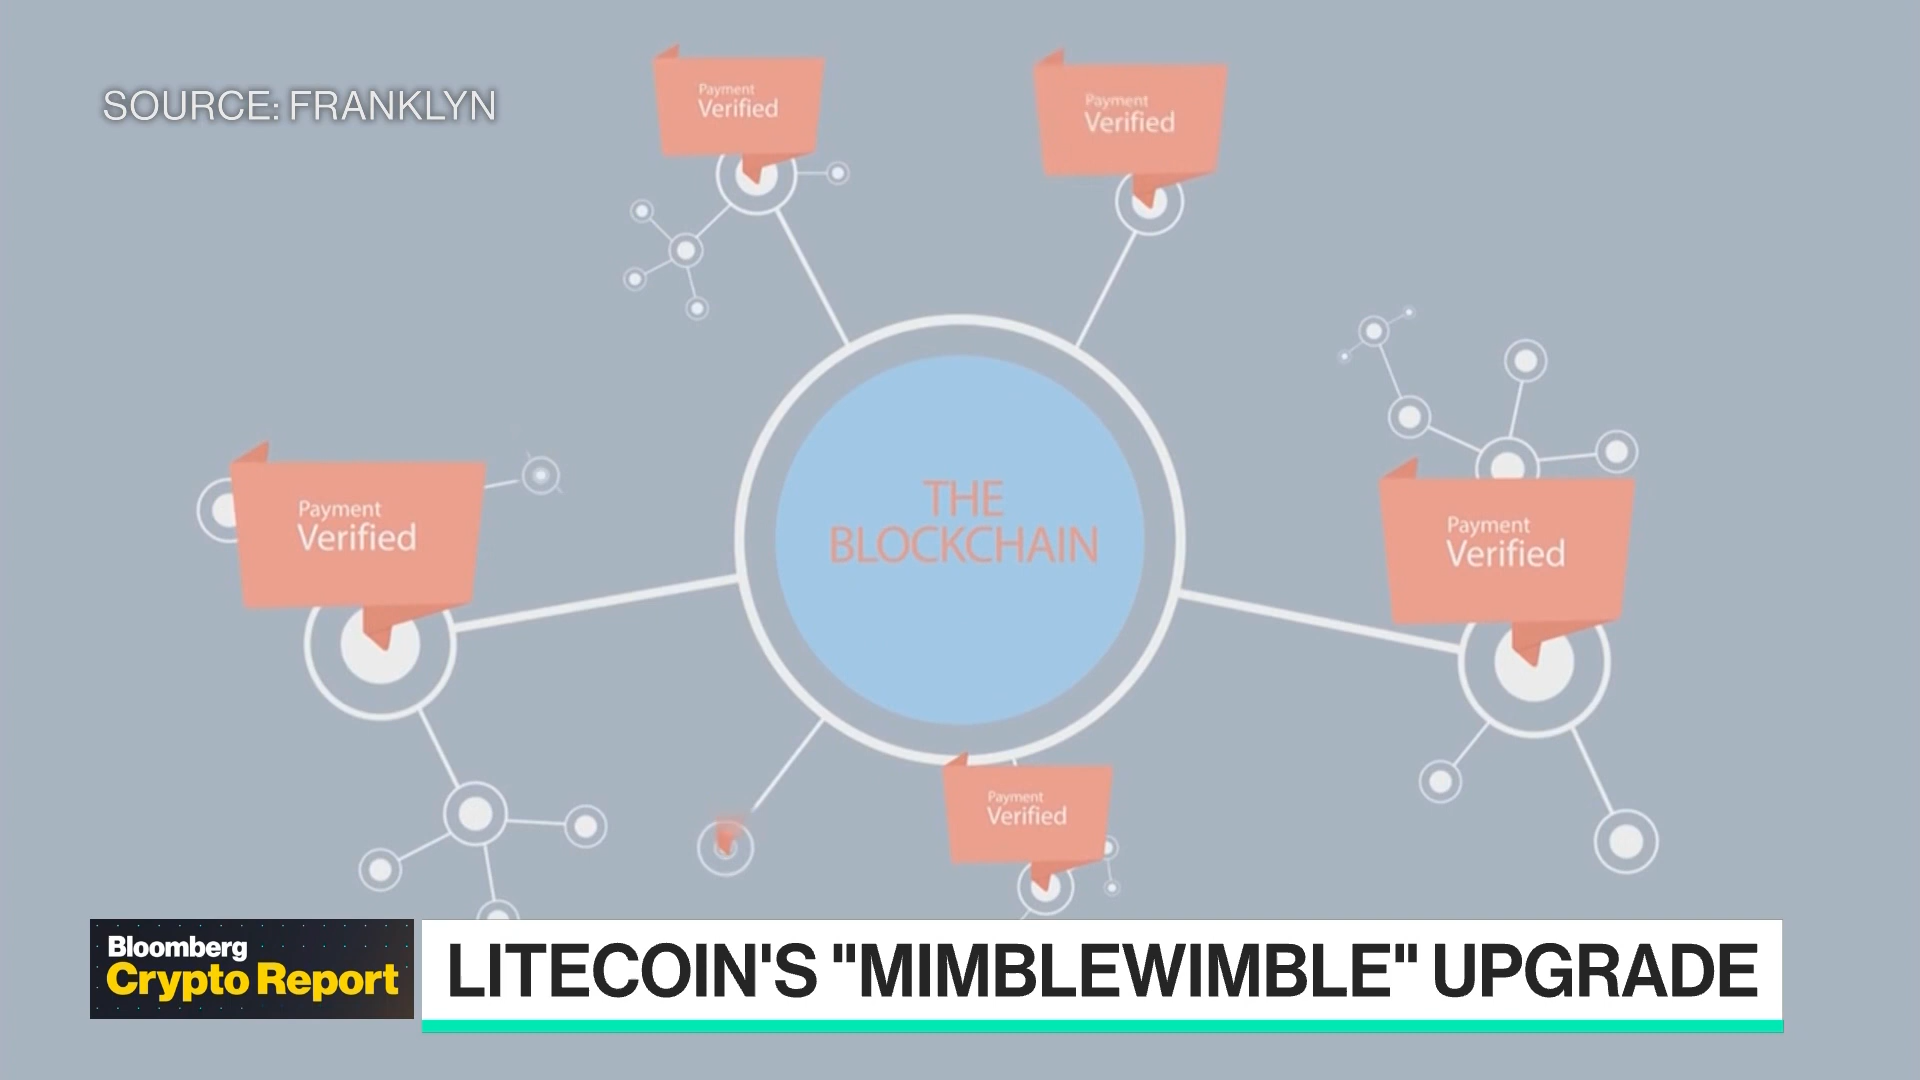 SOURCE: FRANKLYN
Payment
Verified
Payment
Verified
Payment
Verified
THE
BLOCKCHAIN
Payment
Verified
Payment
Verified
Bloomberg
Crypto Report
LITECOIN'S "MIMBLEWIMBLE" UPGRADE